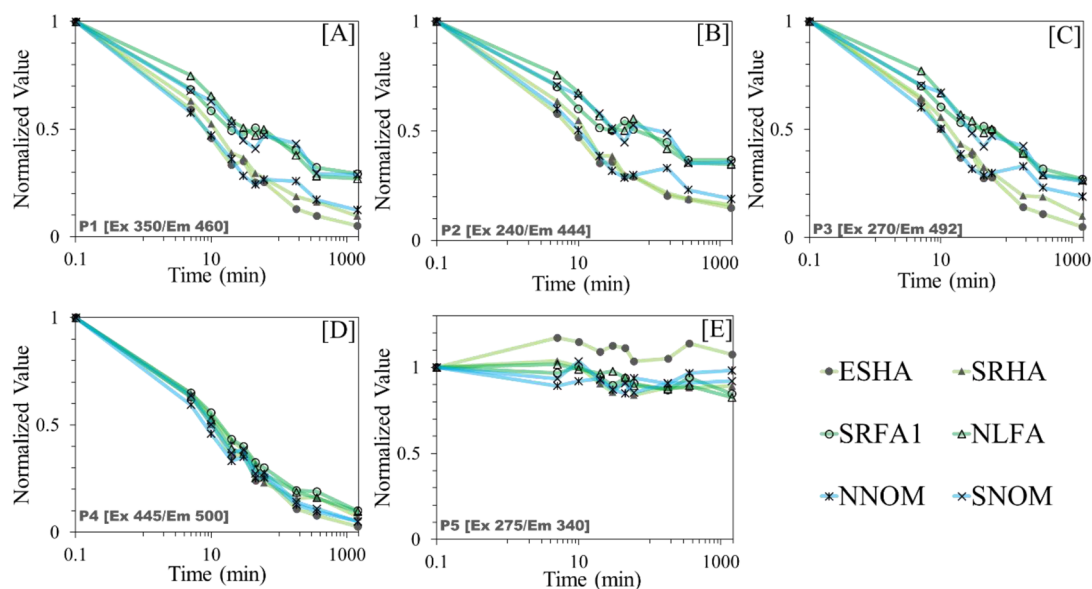 [A]
Normalized Value
1
0.5
0
P1 [Ex 350/Em 460]
0.1
10
1000
Time (min)
[B]
Normalized Value
1
0.5
0
P2 [Ex 240/Em 444]
0.1
10
1000
Time (min)
[C]
Normalized Value
1
0.5
0
P3 [Ex 270/Em 492]
0.1
10
1000
Time (min)
[D]
Normalized Value
1
0.5
0
P4 [Ex 445/Em 500]
0.1
10
1000
Time (min)
[E]
Normalized Value
1
0.5
0
P5 [Ex 275/Em 340]
0.1
10
1000
Time (min)
ESHA SRHA
SRFA1 NLFA
NNOM SNOM